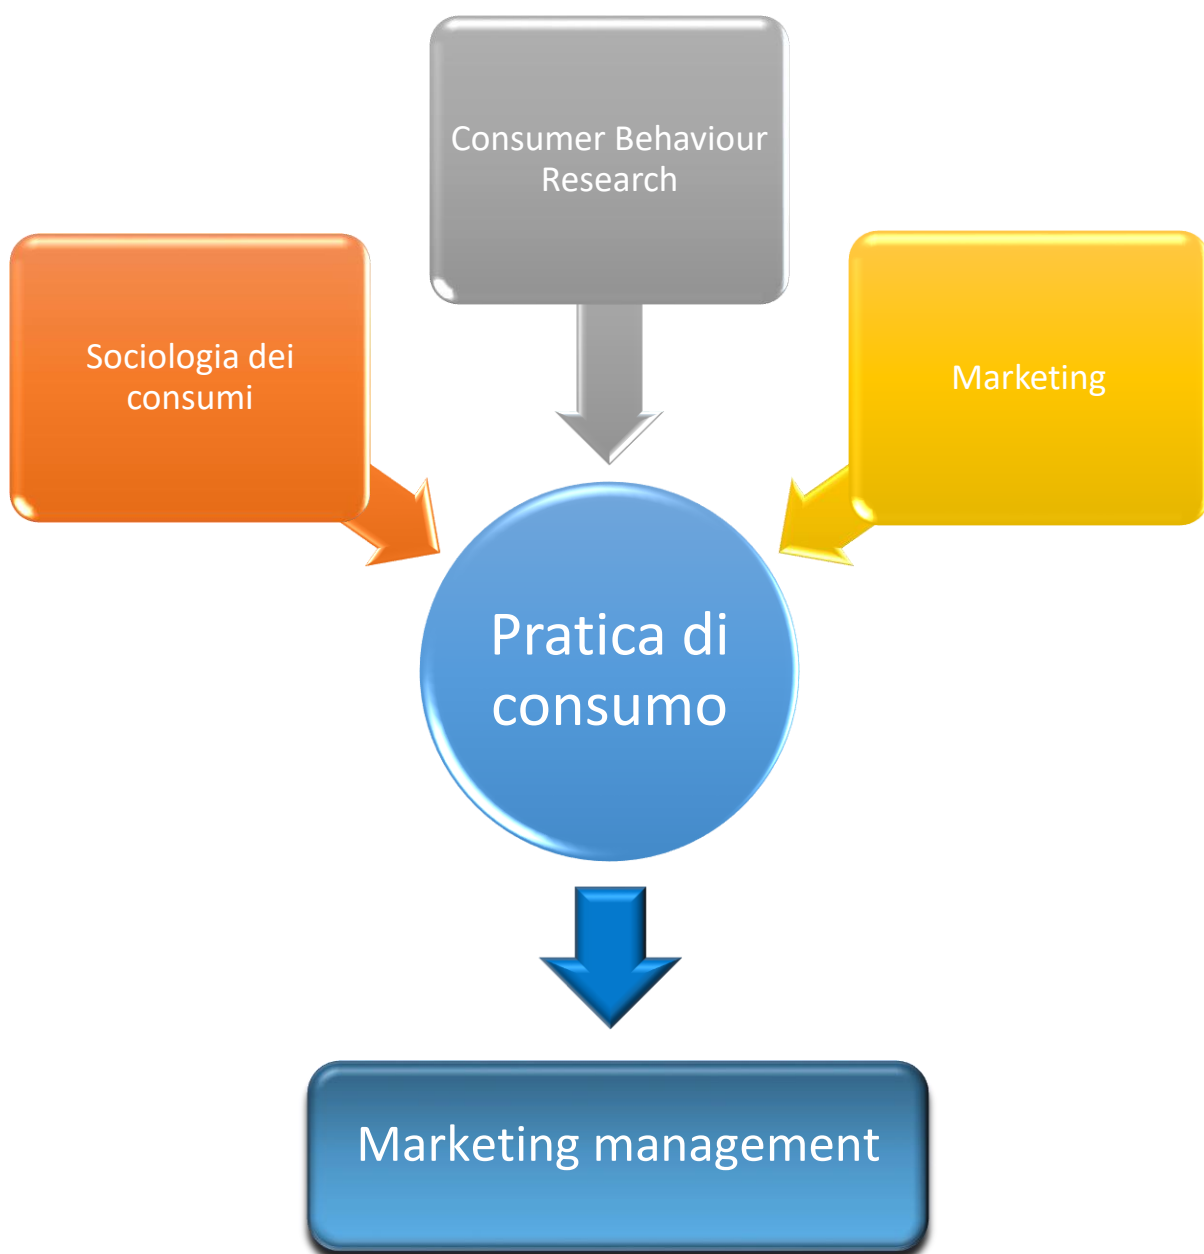 Consumer Behaviour
Research
Sociologia dei
consumi
Marketing
Pratica di
consumo
Marketing management